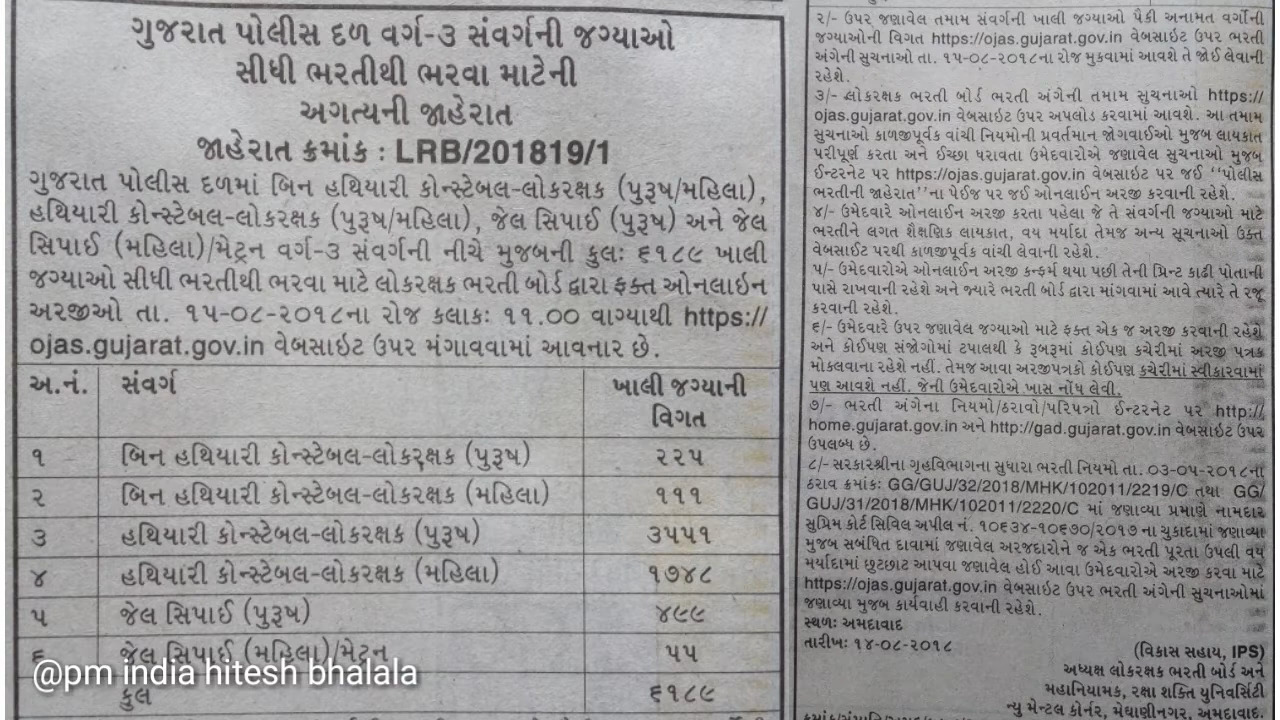 ગુજરાત પોલીસ દળ વર્ગ-૩ સંવર્ગની જગ્યાઓ
સીધી ભરતીથી ભરવા માટેની
અગત્યની જાહેરાત
જાહેરાત ક્રમાંક : LRB/201819/1
ગુજરાત પોલીસ દળમાં બિન હથિયારી કોન્સ્ટેબલ-લોકરક્ષક (પુરૂષ/મહિલા),
હથિયારી કોન્સ્ટેબલ-લોકરક્ષક (પુરૂષ/મહિલા), જેલ સિપાઈ (પુરૂષ) અને જેલ
સિપાઈ (મહિલા)/મેટ્રન વર્ગ-૩ સંવર્ગની નીચે મુજબની કુલઃ ૬૧૮૯ ખાલી
જગ્યાઓ સીધી ભરતીથી ભરવા માટે લોકરક્ષક ભરતી બોર્ડ દ્વારા ફક્ત ઓનલાઇન
અરજીઓ તા. ૧૫-૦૮-૨૦૧૮ના રોજ કલાકઃ ૧૧.૦૦ વાગ્યાથી https://
ojas.gujarat.gov.in વેબસાઇટ ઉપર મંગાવવામાં આવનાર છે.
અ.નં. સંવર્ગ ખાલી જગ્યાની
વિગત
૧ બિન હથિયારી કોન્સ્ટેબલ-લોકરક્ષક (પુરૂષ) ૨૨૫
૨ બિન હથિયારી કોન્સ્ટેબલ-લોકરક્ષક (મહિલા) ૧૧૧
૩ હથિયારી કોન્સ્ટેબલ-લોકરક્ષક (પુરૂષ) ૩૫૫૧
૪ હથિયારી કોન્સ્ટેબલ-લોકરક્ષક (મહિલા) ૧૭૪૮
૫ જેલ સિપાઈ (પુરૂષ) ૪૯૯
૬ જેલ સિપાઈ (મહિલા)/મેટ્રન ૫૫
@pm india hitesh bhalala
કુલ ૬૧૮૯
૨/- ઉપર જણાવેલ તમામ સંવર્ગની ખાલી જગ્યાઓ પૈકી અનામત વર્ગોની
જગ્યાઓની વિગત https://ojas.gujarat.gov.in વેબસાઇટ ઉપર ભરતી
અંગેની સુચનાઓ તા. ૧૫-૦૮-૨૦૧૮ના રોજ મુકવામાં આવશે તે જોઈ લેવાની
રહેશે.
૩/- લોકરક્ષક ભરતી બોર્ડ ભરતી અંગેની તમામ સુચનાઓ https://
ojas.gujarat.gov.in વેબસાઇટ ઉપર અપલોડ કરવામાં આવશે. આ તમામ
સુચનાઓ કાળજીપૂર્વક વાંચી નિયમોની પ્રવર્તમાન જોગવાઈઓ મુજબ લાયકાત
પરીપૂર્ણ કરતા અને ઈચ્છા ધરાવતા ઉમેદવારોએ જણાવેલ સુચનાઓ મુજબ
ઈન્ટરનેટ પર https://ojas.gujarat.gov.in વેબસાઇટ પર જઈ ‘‘પોલીસ
ભરતીની જાહેરાત’’ના પેઈજ પર જઈ ઓનલાઈન અરજી કરવાની રહેશે.
૪/- ઉમેદવારે ઓનલાઈન અરજી કરતા પહેલા જે તે સંવર્ગની જગ્યાઓ માટે
ભરતીને લગત શૈક્ષણિક લાયકાત, વય મર્યાદા તેમજ અન્ય સૂચનાઓ ઉક્ત
વેબસાઈટ પરથી કાળજીપૂર્વક વાંચી લેવાની રહેશે.
૫/- ઉમેદવારોએ ઓનલાઈન અરજી કન્ફર્મ થયા પછી તેની પ્રિન્ટ કાઢી પોતાની
પાસે રાખવાની રહેશે અને જ્યારે ભરતી બોર્ડ દ્વારા માંગવામાં આવે ત્યારે તે રજૂ
કરવાની રહેશે.
૬/- ઉમેદવારે ઉપર જણાવેલ જગ્યાઓ માટે ફક્ત એક જ અરજી કરવાની રહેશે
અને કોઈપણ સંજોગોમાં ટપાલથી કે રૂબરૂમાં કોઈપણ કચેરીમાં અરજી પત્રક
મોકલવાના રહેશે નહીં. તેમજ આવા અરજીપત્રકો કોઈપણ કચેરીમાં સ્વીકારવામાં
પણ આવશે નહીં. જેની ઉમેદવારોએ ખાસ નોંધ લેવી.
૭/- ભરતી અંગેના નિયમો/ઠરાવો/પરિપત્રો ઈન્ટરનેટ પર http://
home.gujarat.gov.in અને http://gad.gujarat.gov.in વેબસાઈટ ઉપર
ઉપલબ્ધ છે.
૮/- સરકારશ્રીના ગૃહવિભાગના સુધારા ભરતી નિયમો તા. ૦૩-૦૫-૨૦૧૮ના
ઠરાવ ક્રમાંકઃ GG/GUJ/32/2018/MHK/102011/2219/C તથા GG/
GUJ/31/2018/MHK/102011/2220/C માં જણાવ્યા પ્રમાણે નામદાર
સુપ્રિમ કોર્ટ સિવિલ અપીલ નં. ૧૦૬૩૪-૧૦૬૭૦/૨૦૧૭ ના ચુકાદામાં જણાવ્યા
મુજબ સબંધિત દાવામાં જણાવેલ અરજદારોને જ એક ભરતી પૂરતા ઉપલી વય
મર્યાદામાં છૂટછાટ આપવા જણાવેલ હોઈ આવા ઉમેદવારોએ અરજી કરવા માટે
https://ojas.gujarat.gov.in વેબસાઇટ ઉપર ભરતી અંગેની સુચનાઓમાં
જણાવ્યા મુજબ કાર્યવાહી કરવાની રહેશે.
સ્થળઃ અમદાવાદ
તારીખઃ ૧૪-૦૮-૨૦૧૮
(વિકાસ સહાય, IPS)
અધ્યક્ષ લોકરક્ષક ભરતી બોર્ડ અને
મહાનિયામક, રક્ષા શક્તિ યુનિવર્સિટી
ન્યુ મેન્ટલ કોર્નર, મેઘાણીનગર, અમદાવાદ.